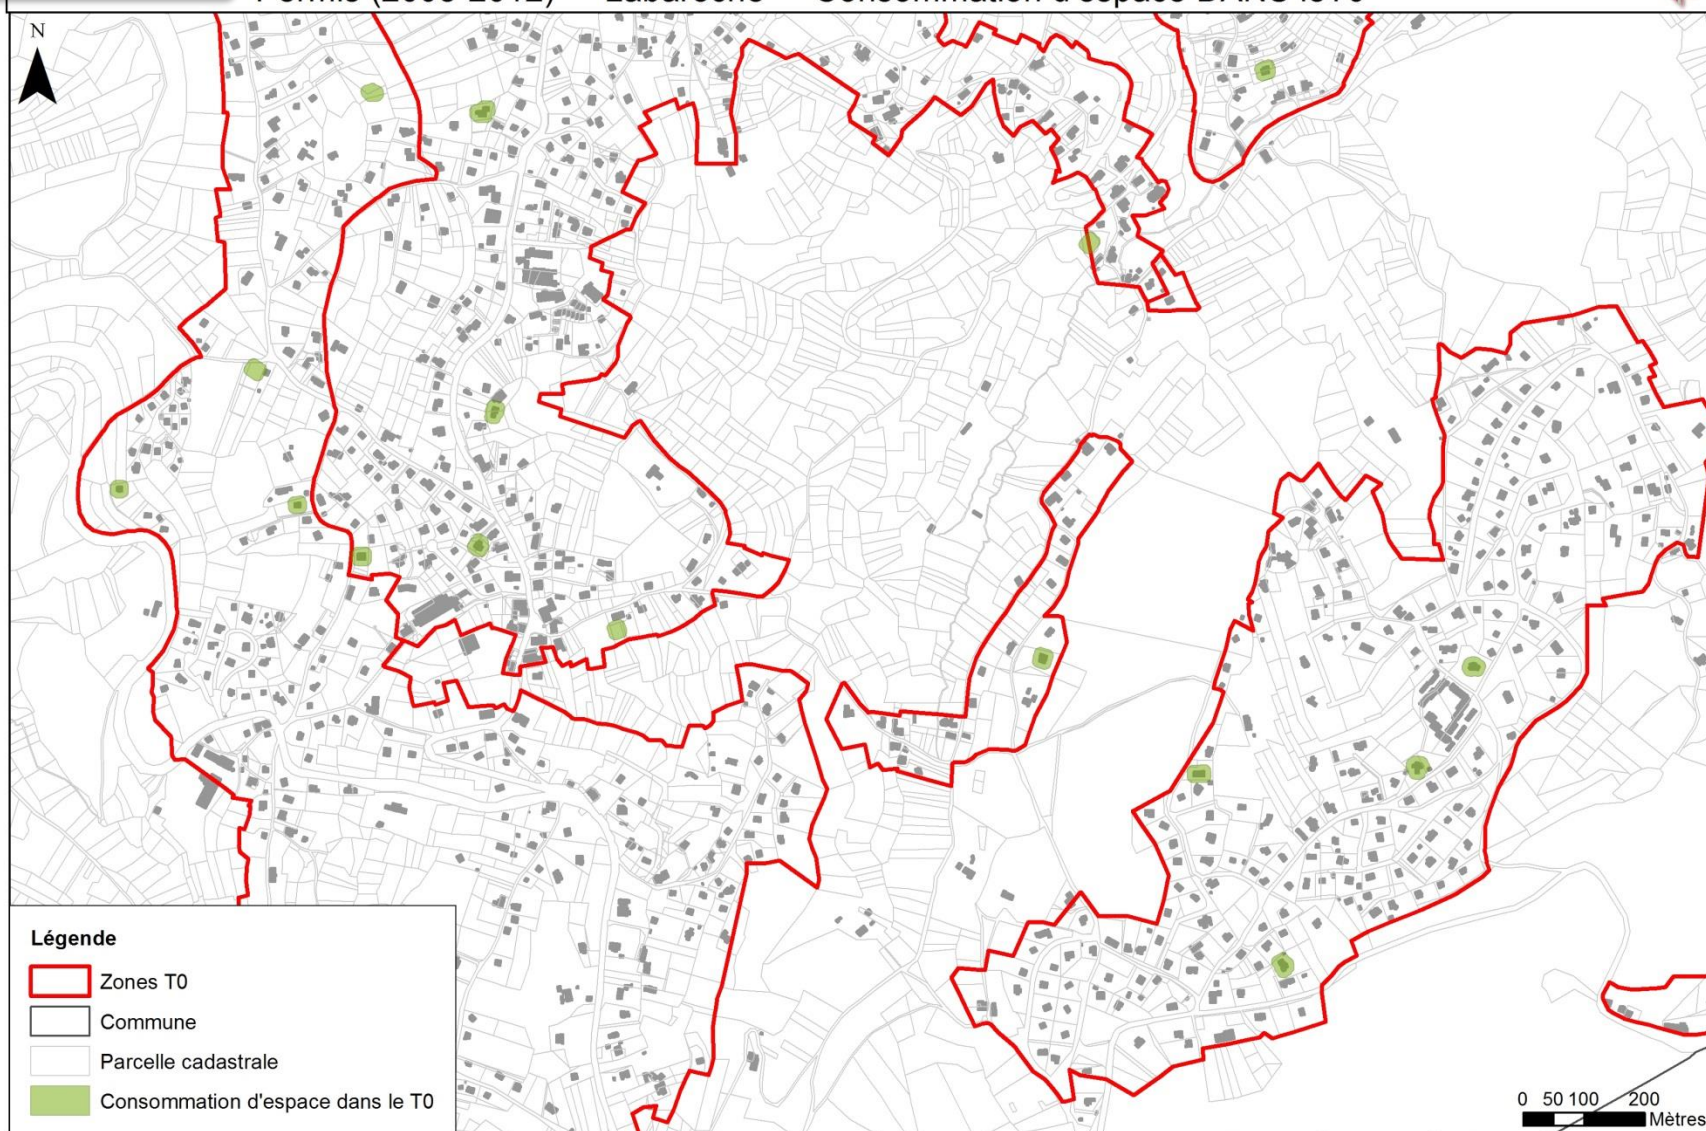 N
Légende
Zones T0
Commune
Parcelle cadastrale
Consommation d'espace dans le T0
0 50 100 200
Mètres